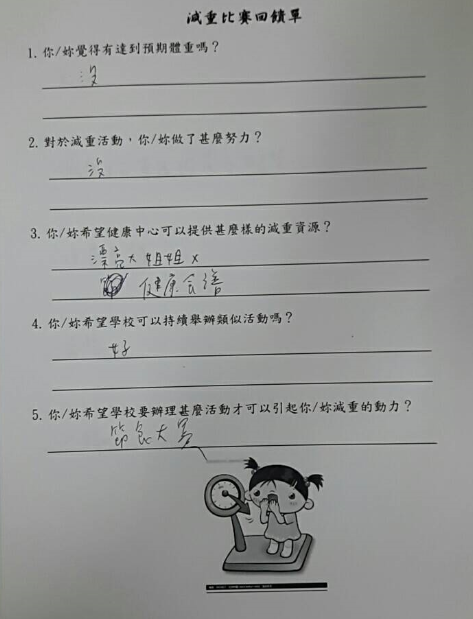 減重比賽回饋單
1. 你/妳覺得有達到預期體重嗎？
沒
2. 對於減重活動，你/妳做了甚麼努力？
沒
3. 你/妳希望健康中心可以提供甚麼樣的減重資源？
漂亮大姐姐x
健康食譜
4. 你/妳希望學校可以持續舉辦類似活動嗎？
好
5. 你/妳希望學校要辦理甚麼活動才可以引起你/妳減重的動力？
節食大